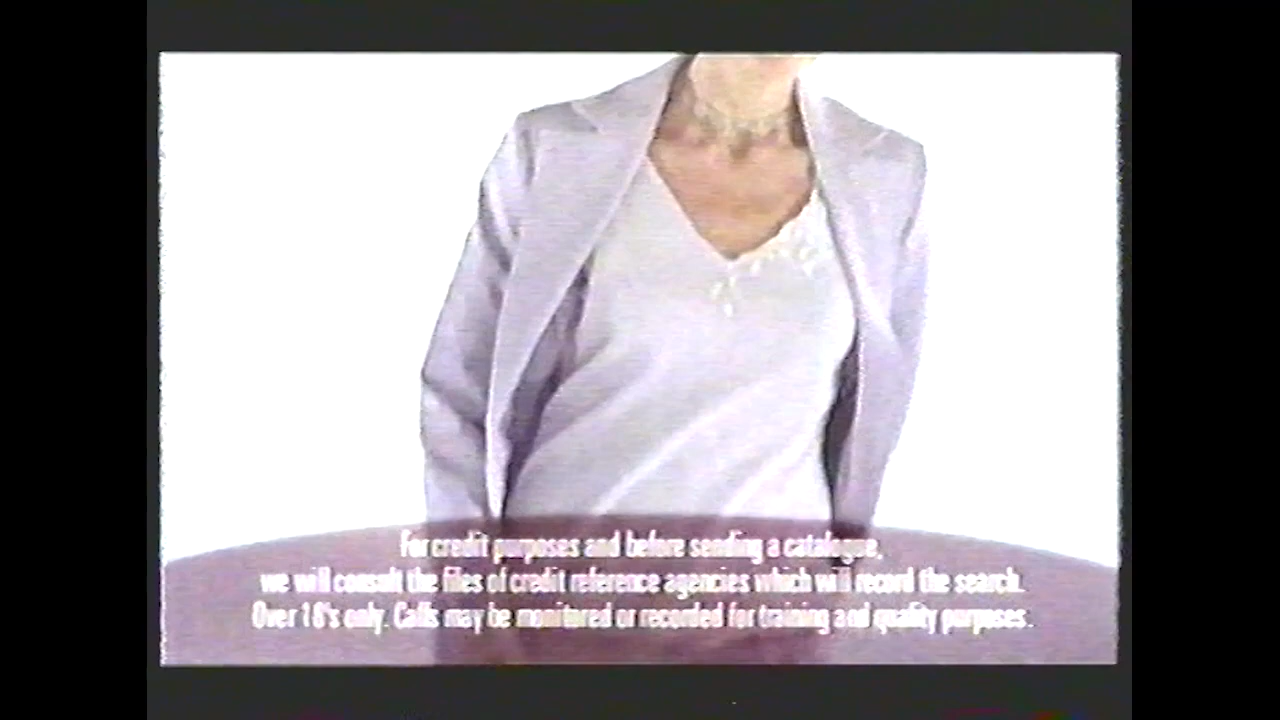 For credit purposes and before sending a catalogue,
we will consult the files of credit reference agencies which will record the search.
Over 18's only. Calls may be monitored or recorded for training and quality purposes.